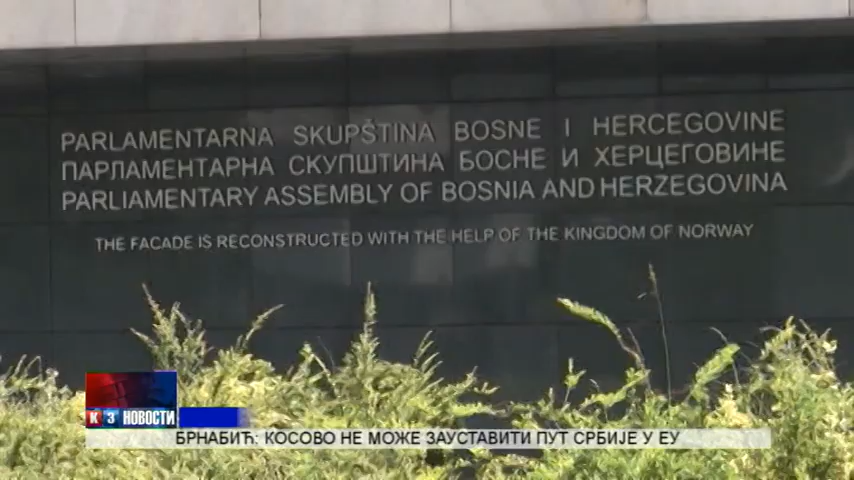 PARLAMENTARNA SKUPŠTINA BOSNE I HERCEGOVINE
ПАРЛАМЕНТАРНА СКУПШТИНА БОСНЕ И ХЕРЦЕГОВИНЕ
PARLIAMENTARY ASSEMBLY OF BOSNIA AND HERZEGOVINA
THE FACADE IS RECONSTRUCTED WITH THE HELP OF THE KINGDOM OF NORWAY
К3 НОВОСТИ
БРНАБИЋ: КОСОВО НЕ МОЖЕ ЗАУСТАВИТИ ПУТ СРБИЈЕ У ЕУ